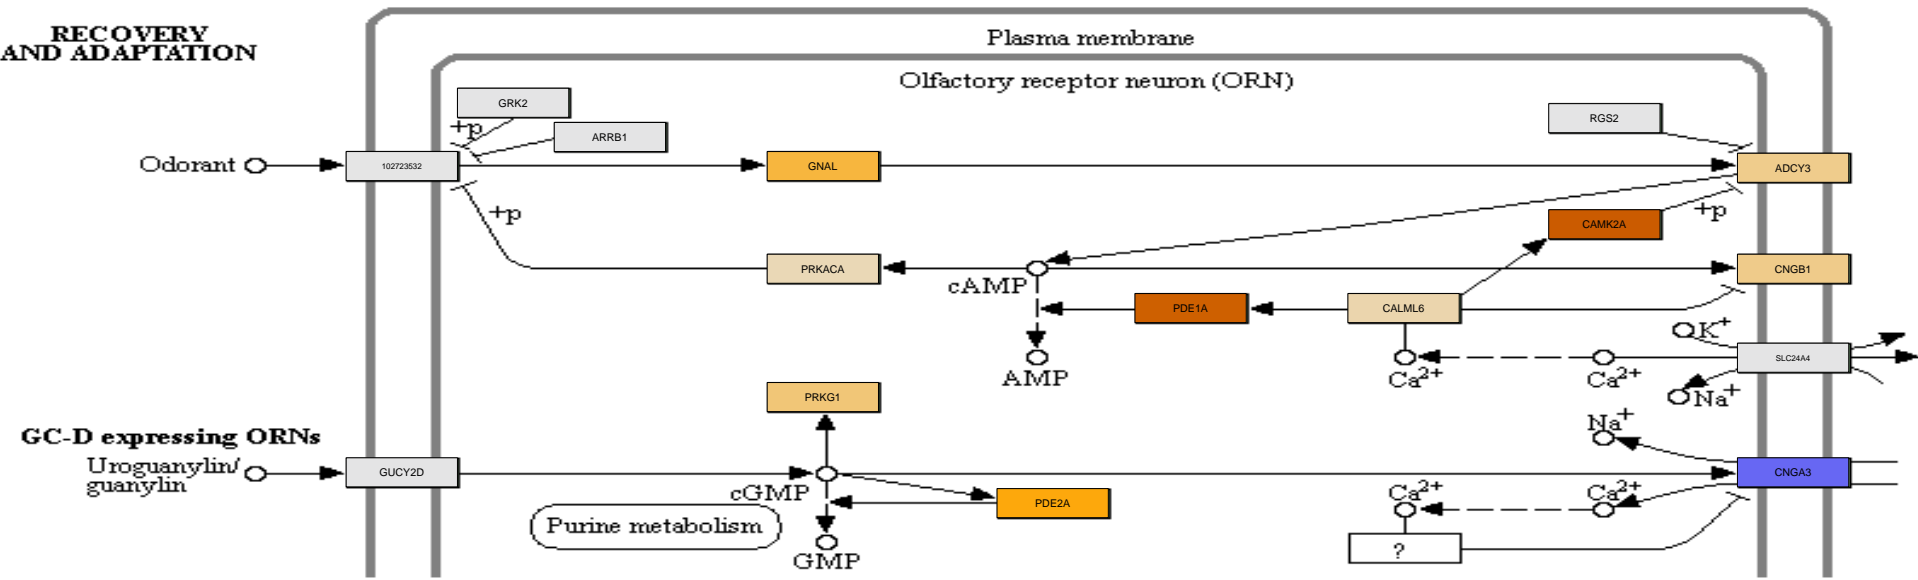 RECOVERY
AND ADAPTATION
Plasma membrane
Olfactory receptor neuron (ORN)
GRK2
+p
ARRB1
RGS2
Odorant
102723532
GNAL
ADCY3
+p
CAMK2A
+p
PRKACA
cAMP
CNGB1
PDE1A
CALML6
K+
AMP
Ca2+
Ca2+
SLC24A4
Na+
PRKG1
GC-D expressing ORNs
Na+
Uroguanylin/
guanylin
GUCY2D
CNGA3
cGMP
PDE2A
Ca2+
Ca2+
Purine metabolism
?
GMP